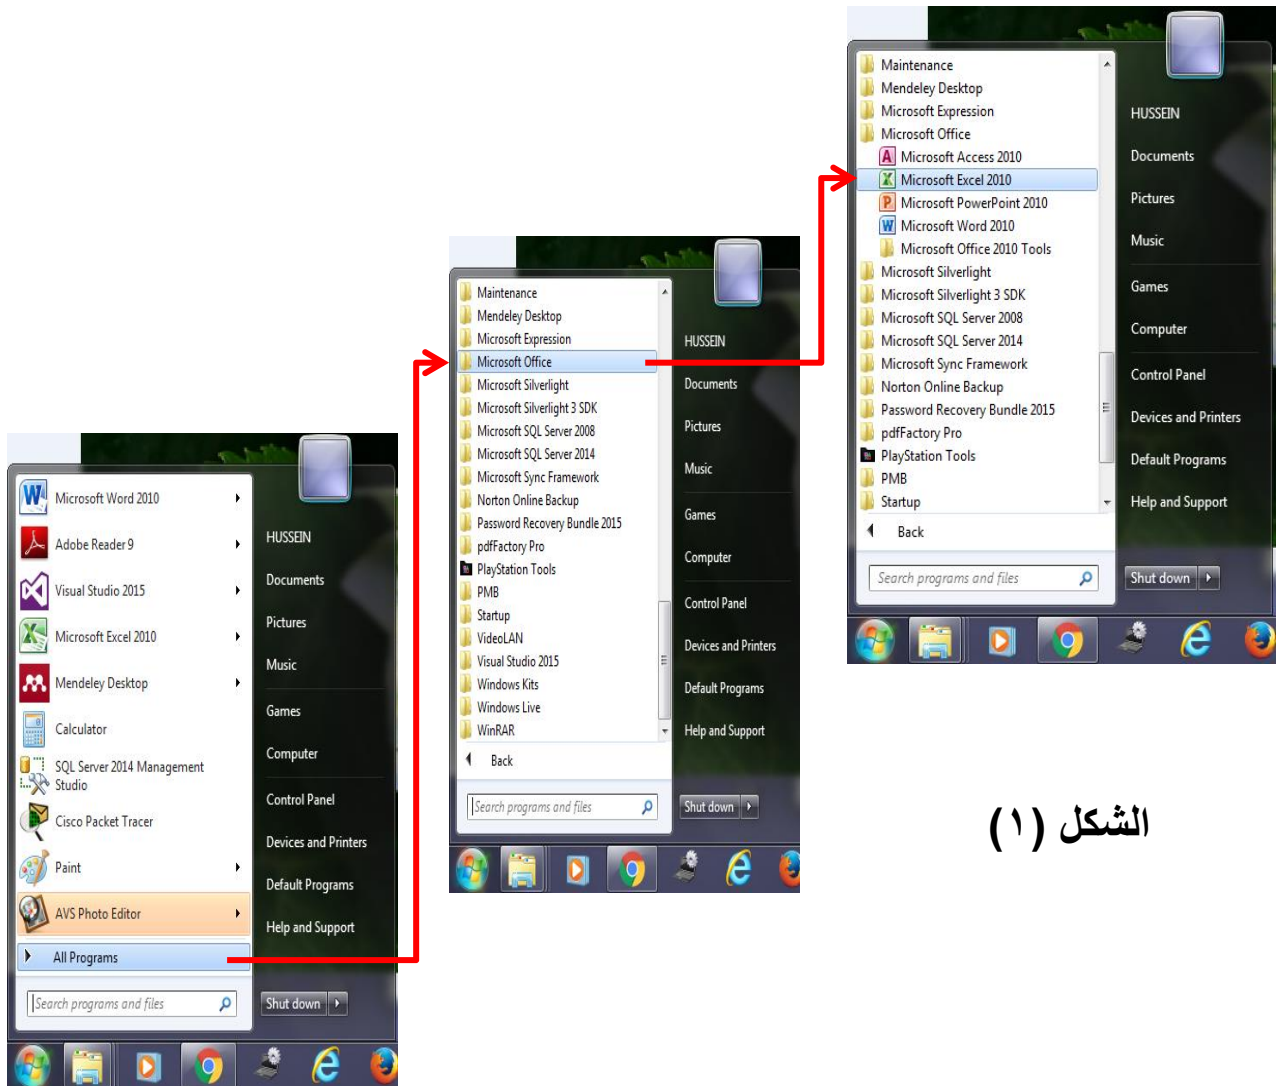 Microsoft Word 2010
Adobe Reader 9
Visual Studio 2015
Microsoft Excel 2010
Mendeley Desktop
Calculator
SQL Server 2014 Management
Studio
Cisco Packet Tracer
Paint
AVS Photo Editor
All Programs
Search programs and files
HUSSEIN
Documents
Pictures
Music
Games
Computer
Control Panel
Devices and Printers
Default Programs
Help and Support
Shut down
Maintenance
Mendeley Desktop
Microsoft Expression
Microsoft Office
Microsoft Silverlight
Microsoft Silverlight 3 SDK
Microsoft SQL Server 2008
Microsoft SQL Server 2014
Microsoft Sync Framework
Norton Online Backup
Password Recovery Bundle 2015
pdfFactory Pro
PlayStation Tools
PMB
Startup
VideoLAN
Visual Studio 2015
Windows Kits
Windows Live
WinRAR
Back
Search programs and files
HUSSEIN
Documents
Pictures
Music
Games
Computer
Control Panel
Devices and Printers
Default Programs
Help and Support
Shut down
Maintenance
Mendeley Desktop
Microsoft Expression
Microsoft Office
Microsoft Access 2010
Microsoft Excel 2010
Microsoft PowerPoint 2010
Microsoft Word 2010
Microsoft Office 2010 Tools
Microsoft Silverlight
Microsoft Silverlight 3 SDK
Microsoft SQL Server 2008
Microsoft SQL Server 2014
Microsoft Sync Framework
Norton Online Backup
Password Recovery Bundle 2015
pdfFactory Pro
PlayStation Tools
PMB
Startup
Back
Search programs and files
HUSSEIN
Documents
Pictures
Music
Games
Computer
Control Panel
Devices and Printers
Default Programs
Help and Support
Shut down
الشكل (١)